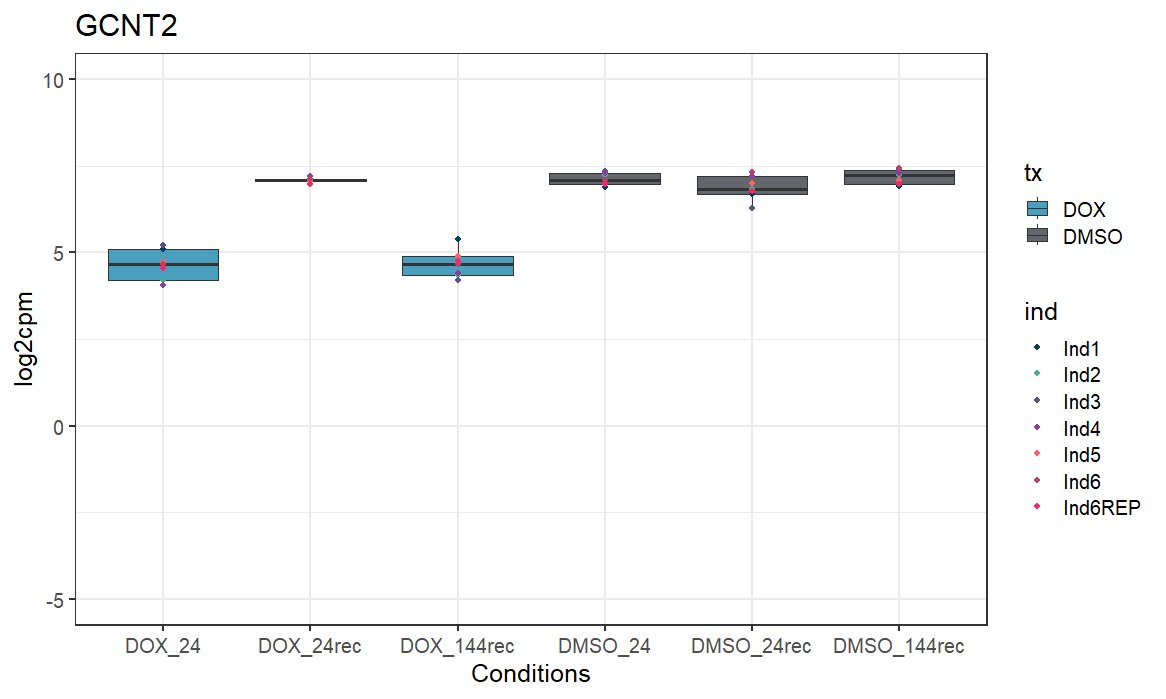 GCNT2
10
5
0
-5
log2cpm
DOX_24
DOX_24rec
DOX_144rec
DMSO_24
DMSO_24rec
DMSO_144rec
Conditions
tx
DOX
DMSO
ind
Ind1
Ind2
Ind3
Ind4
Ind5
Ind6
Ind6REP